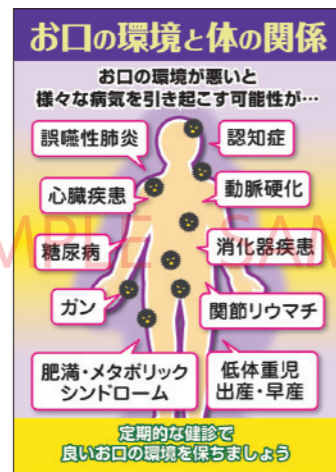 お口の環境と体の関係
お口の環境が悪いと
様々な病気を引き起こす可能性が…
誤嚥性肺炎
認知症
心臓疾患
動脈硬化
糖尿病
消化器疾患
ガン
関節リウマチ
肥満・メタボリック
シンドローム
低体重児
出産・早産
定期的な健診で
良いお口の環境を保ちましょう
SAMPLE SAMPLE